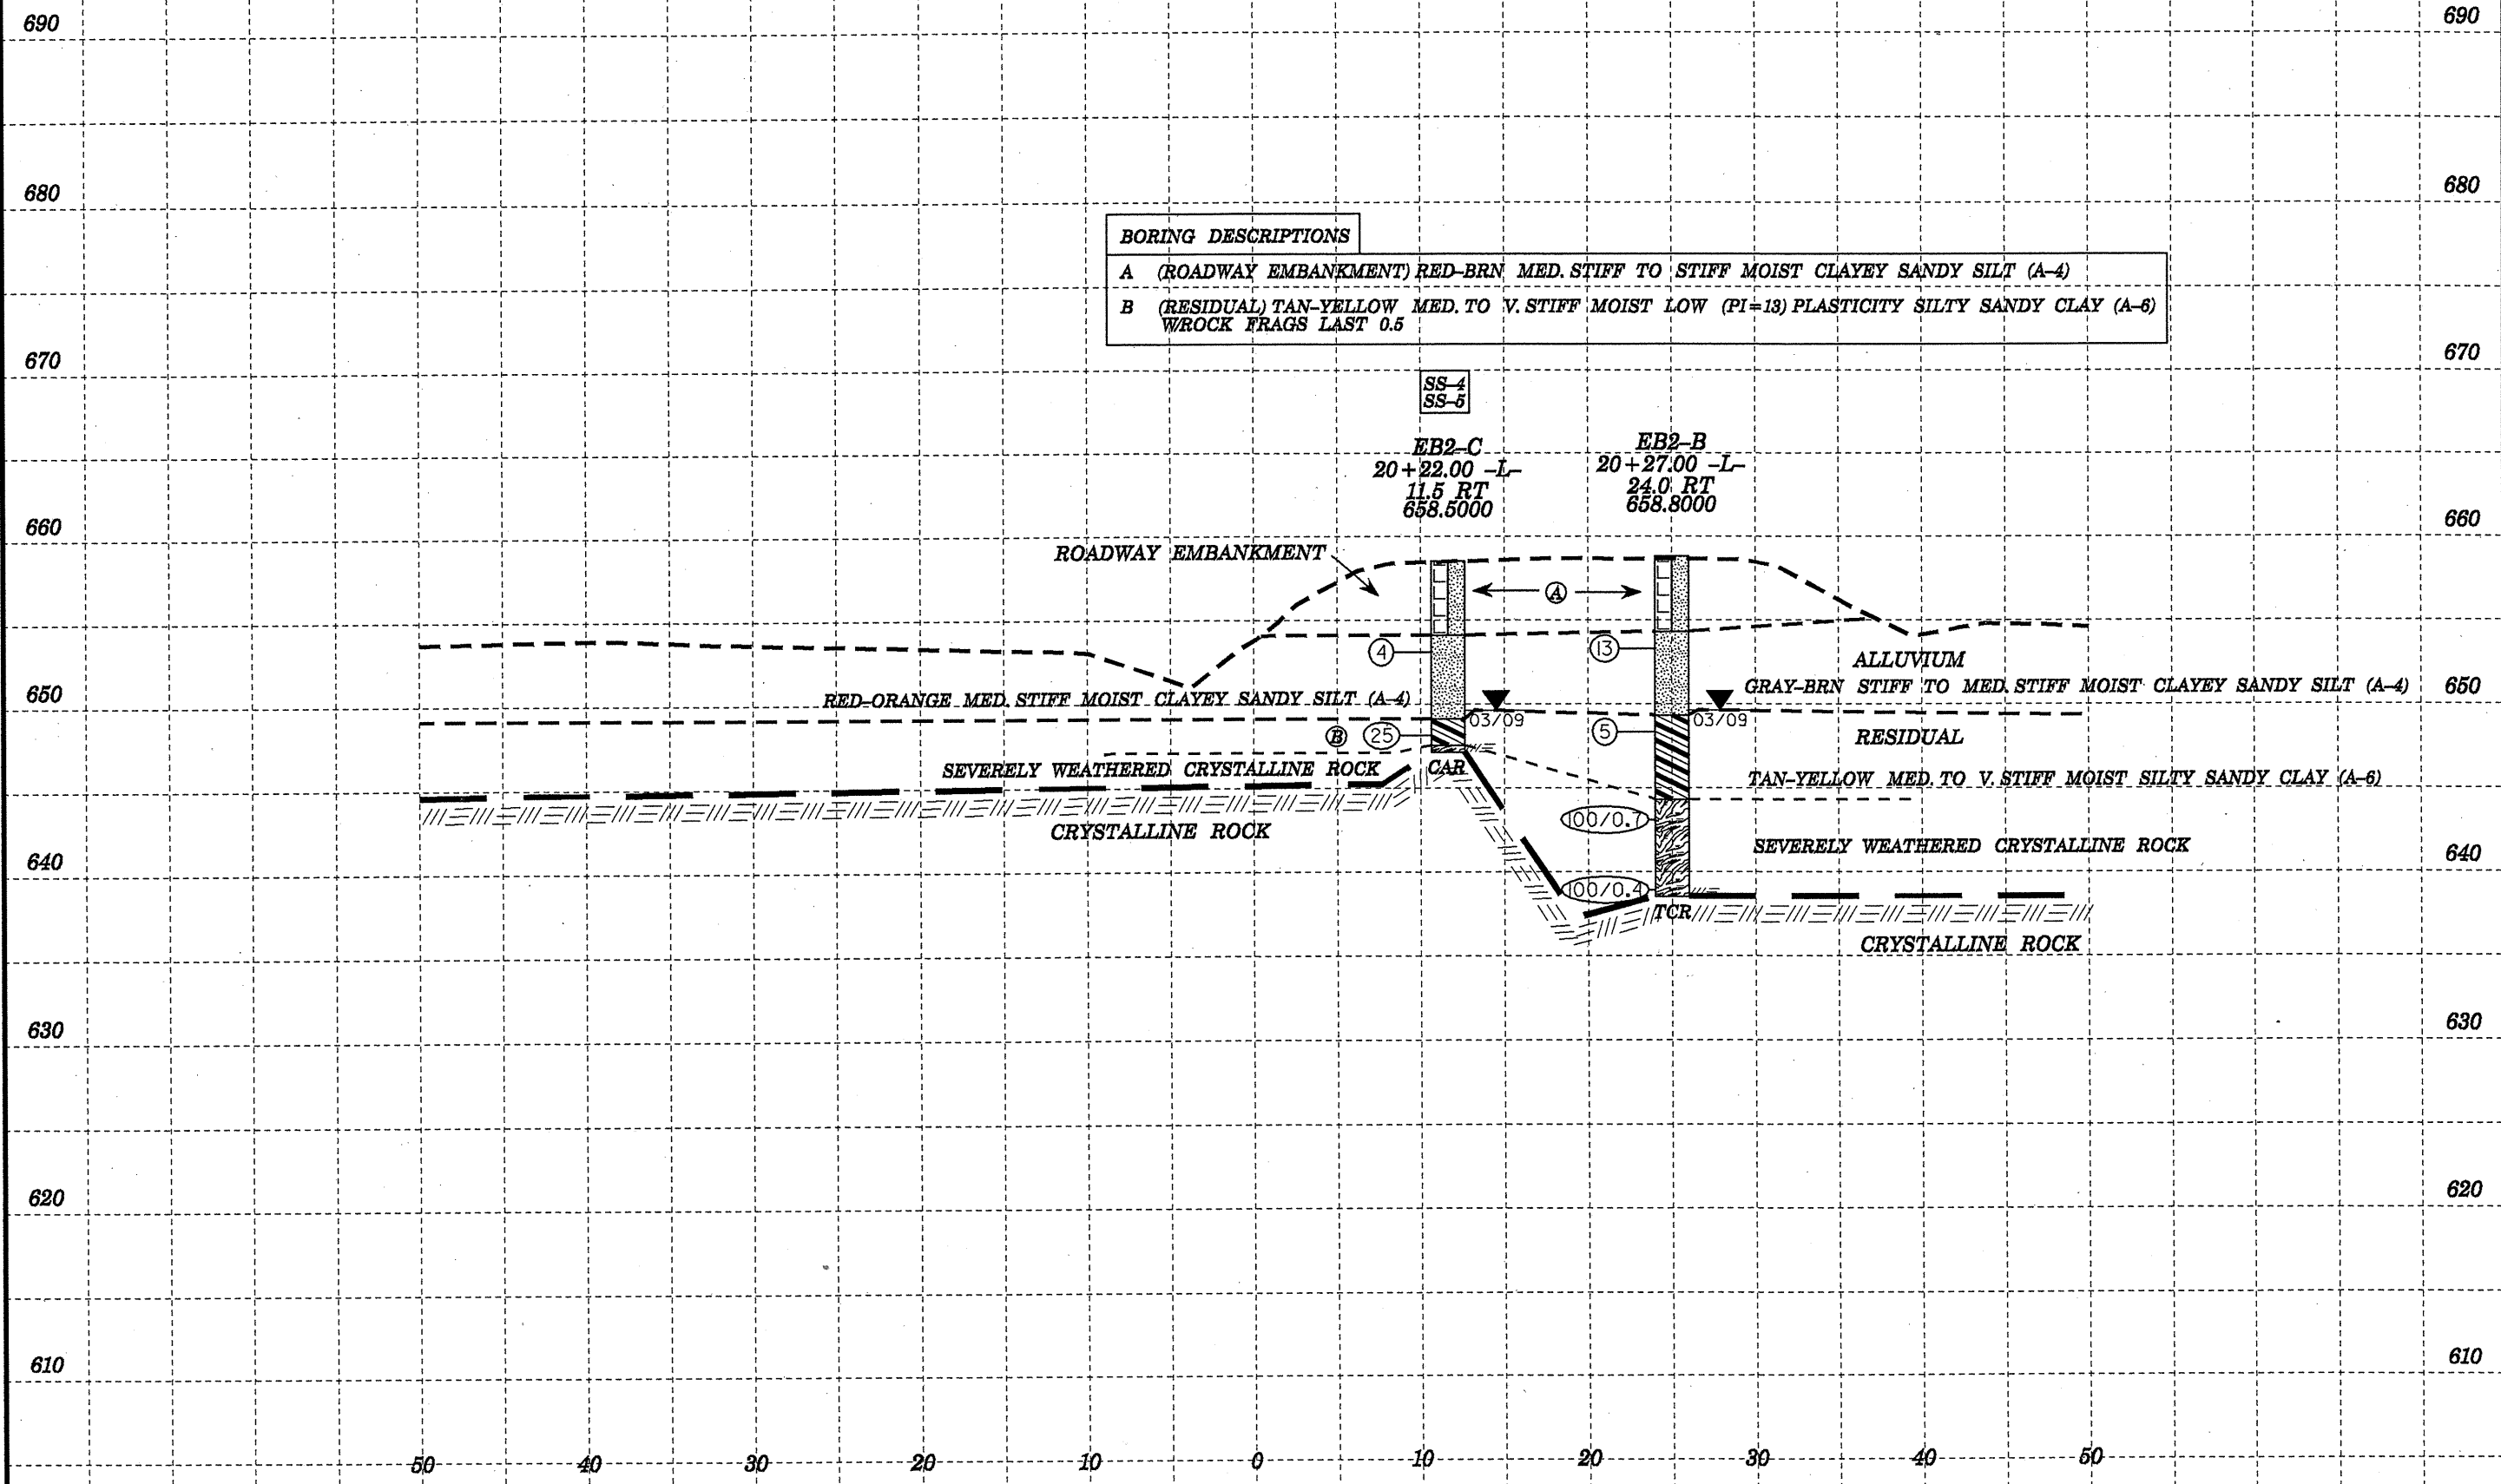 690 690
680 680
BORING DESCRIPTIONS
A (ROADWAY EMBANKMENT) RED-BRN MED. STIFF TO STIFF MOIST CLAYEY SANDY SILT (A-4)
B (RESIDUAL) TAN-YELLOW MED. TO V. STIFF MOIST LOW (PI=13) PLASTICITY SILTY SANDY CLAY (A-6)
W/ROCK FRAGS LAST 0.5
670 670
SS-4
SS-5
EB2-C
20+22.00 -L-
11.5 RT
658.5000
EB2-B
20+27.00 -L-
24.0 RT
658.8000
660 660
ROADWAY EMBANKMENT
A
4
13
ALLUVIUM
GRAY-BRN STIFF TO MED. STIFF MOIST CLAYEY SANDY SILT (A-4)
650 650
RED-ORANGE MED. STIFF MOIST CLAYEY SANDY SILT (A-4)
03/09
03/09
B
25
5
RESIDUAL
SEVERELY WEATHERED CRYSTALLINE ROCK
CAR
TAN-YELLOW MED. TO V. STIFF MOIST SILTY SANDY CLAY (A-6)
100/0.7
CRYSTALLINE ROCK
SEVERELY WEATHERED CRYSTALLINE ROCK
640 640
100/0.4
TCR
CRYSTALLINE ROCK
630 630
620 620
610 610
50 40 30 20 10 0 10 20 30 40 50